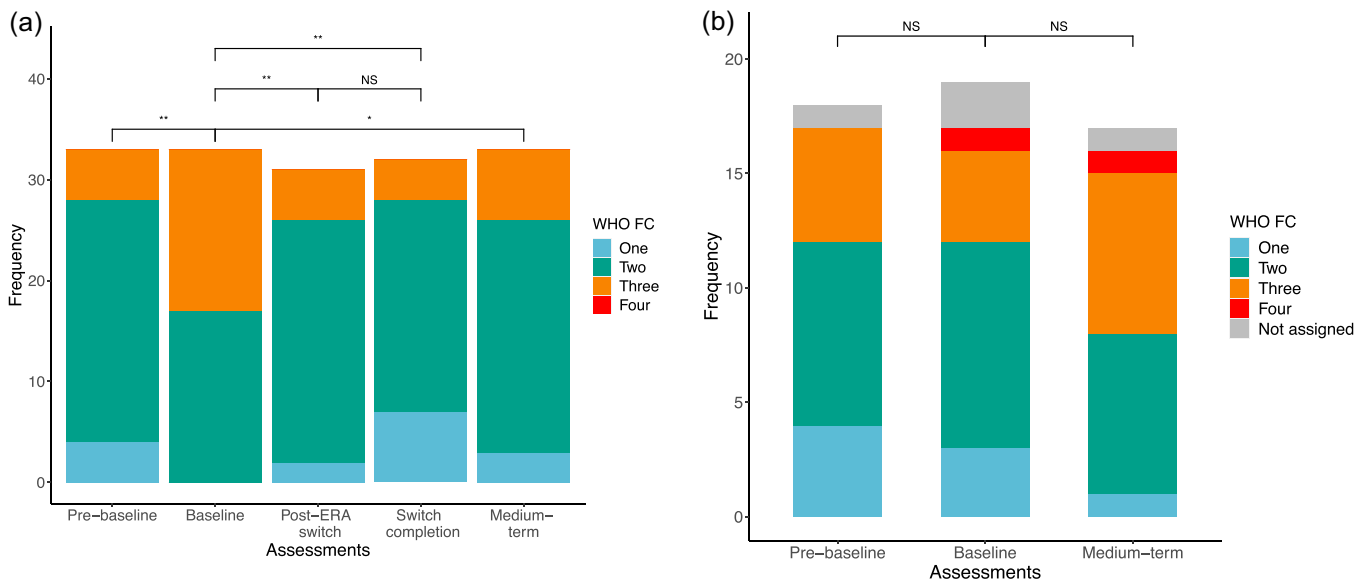 (a)
**
**
NS
**
*
40
30
20
10
0
Frequency
Pre–baseline
Baseline
Post–ERA
switch
Switch
completion
Medium–
term
Assessments
WHO FC
One
Two
Three
Four
(b)
NS
NS
20
15
10
5
0
Frequency
Pre–baseline
Baseline
Medium–term
Assessments
WHO FC
One
Two
Three
Four
Not assigned